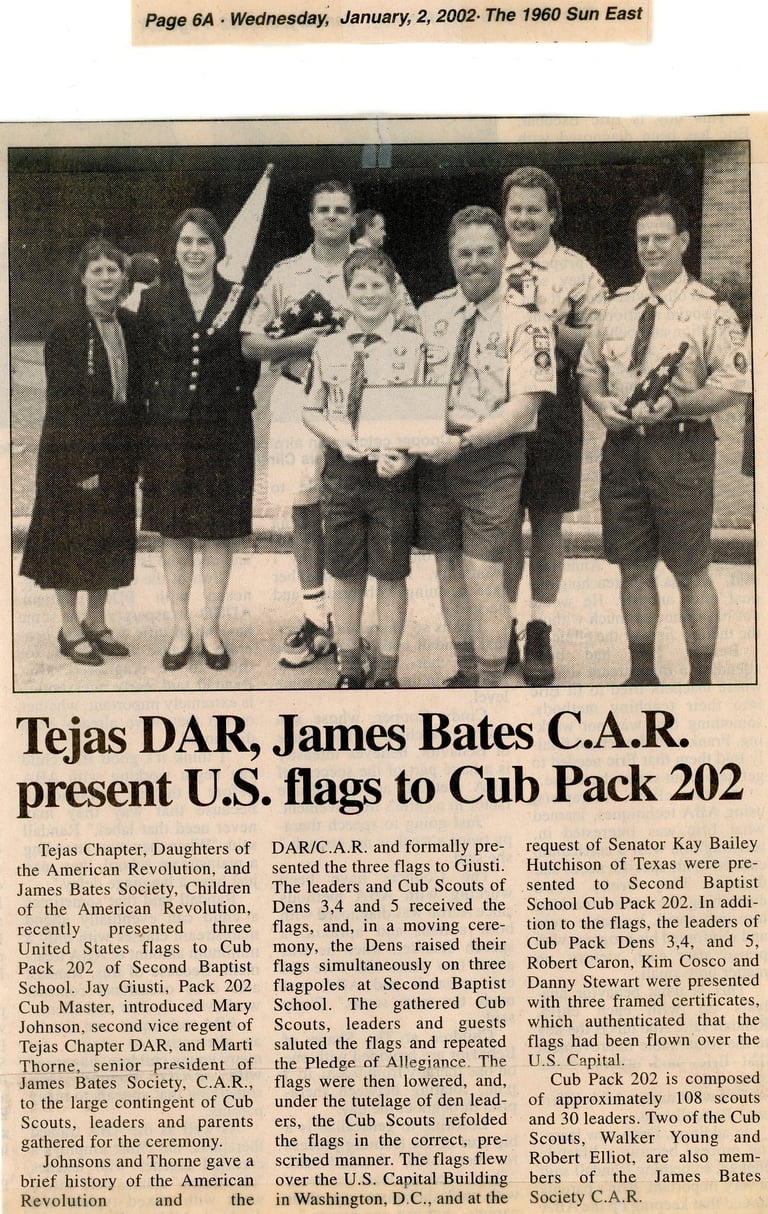 Page 6A · Wednesday, January, 2, 2002· The 1960 Sun East
Tejas DAR, James Bates C.A.R.
present U.S. flags to Cub Pack 202
Tejas Chapter, Daughters of
the American Revolution, and
James Bates Society, Children
of the American Revolution,
recently presented three
United States flags to Cub
Pack 202 of Second Baptist
School. Jay Giusti, Pack 202
Cub Master, introduced Mary
Johnson, second vice regent of
Tejas Chapter DAR, and Marti
Thorne, senior president of
James Bates Society, C.A.R.,
to the large contingent of Cub
Scouts, leaders and parents
gathered for the ceremony.
Johnsons and Thorne gave a
brief history of the American
Revolution and the
DAR/C.A.R. and formally pre-
sented the three flags to Giusti.
The leaders and Cub Scouts of
Dens 3,4 and 5 received the
flags, and, in a moving cere-
mony, the Dens raised their
flags simultaneously on three
flagpoles at Second Baptist
School. The gathered Cub
Scouts, leaders and guests
saluted the flags and repeated
the Pledge of Allegiance. The
flags were then lowered, and,
under the tutelage of den lead-
ers, the Cub Scouts refolded
the flags in the correct, pre-
scribed manner. The flags flew
over the U.S. Capital Building
in Washington, D.C., and at the
request of Senator Kay Bailey
Hutchison of Texas were pre-
sented to Second Baptist
School Cub Pack 202. In addi-
tion to the flags, the leaders of
Cub Pack Dens 3,4, and 5,
Robert Caron, Kim Cosco and
Danny Stewart were presented
with three framed certificates,
which authenticated that the
flags had been flown over the
U.S. Capital.
Cub Pack 202 is composed
of approximately 108 scouts
and 30 leaders. Two of the Cub
Scouts, Walker Young and
Robert Elliot, are also mem-
bers of the James Bates
Society C.A.R.